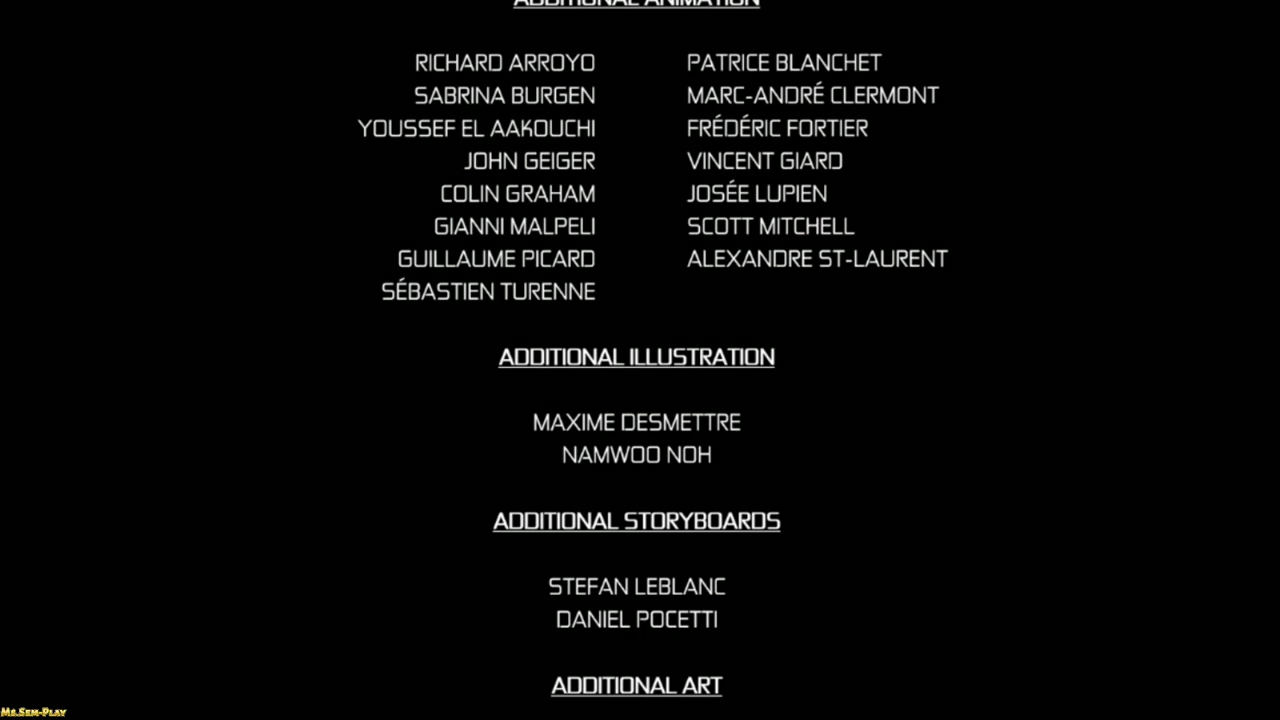 ADDITIONAL ANIMATION
RICHARD ARROYO PATRICE BLANCHET
SABRINA BURGEN MARC-ANDRÉ CLERMONT
YOUSSEF EL AAKOUCHI FRÉDÉRIC FORTIER
JOHN GEIGER VINCENT GIARD
COLIN GRAHAM JOSÉE LUPIEN
GIANNI MALPELI SCOTT MITCHELL
GUILLAUME PICARD ALEXANDRE ST-LAURENT
SÉBASTIEN TURENNE
ADDITIONAL ILLUSTRATION
MAXIME DESMETTRE
NAMWOO NOH
ADDITIONAL STORYBOARDS
STEFAN LEBLANC
DANIEL POCETTI
ADDITIONAL ART
Ms.Sem-Play